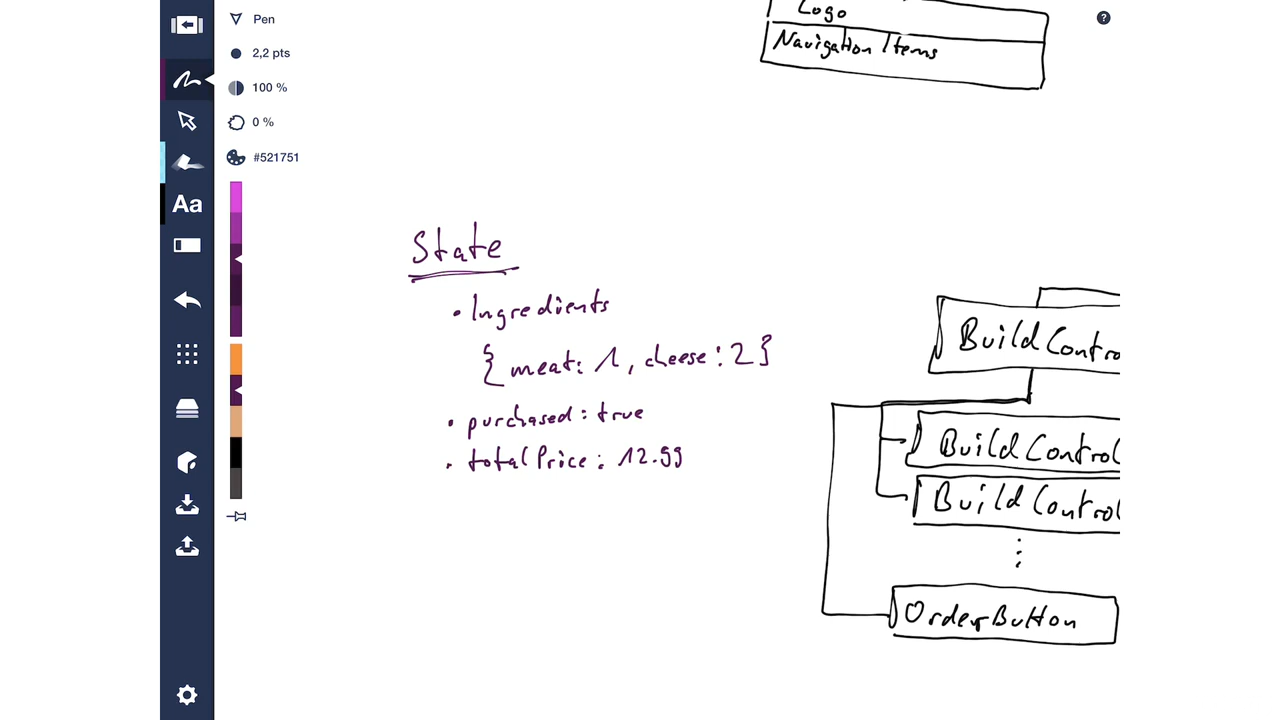 Pen
2,2 pts
100 %
0 %
#521751
Aa
?
Logo
Navigation Items
State
• Ingredients
{ meat: 1, cheese: 2 }
• purchased: true
• totalPrice: 12.99
BuildContro
BuildControl
BuildControl
OrderButton